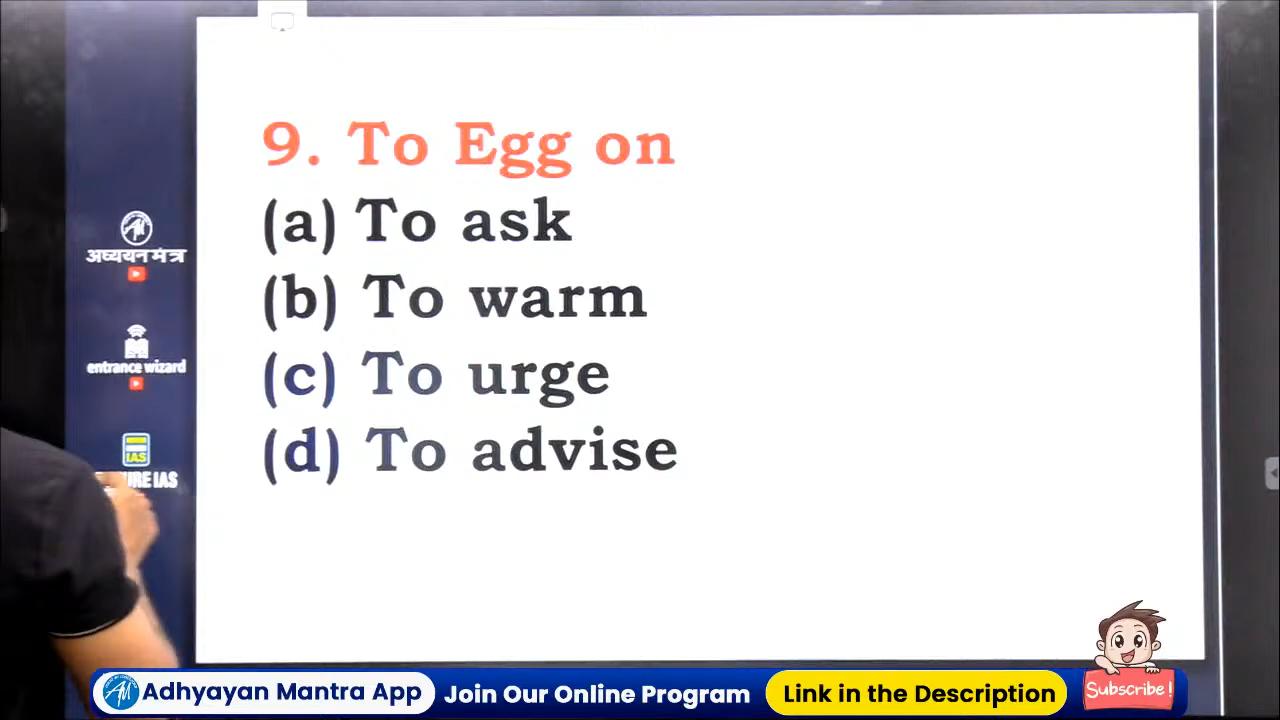 9. To Egg on
(a) To ask
(b) To warm
(c) To urge
(d) To advise
अध्ययन मंत्र
entrance wizard
IAS
IAS
Adhyayan Mantra App
Join Our Online Program
Link in the Description
Subscribe!